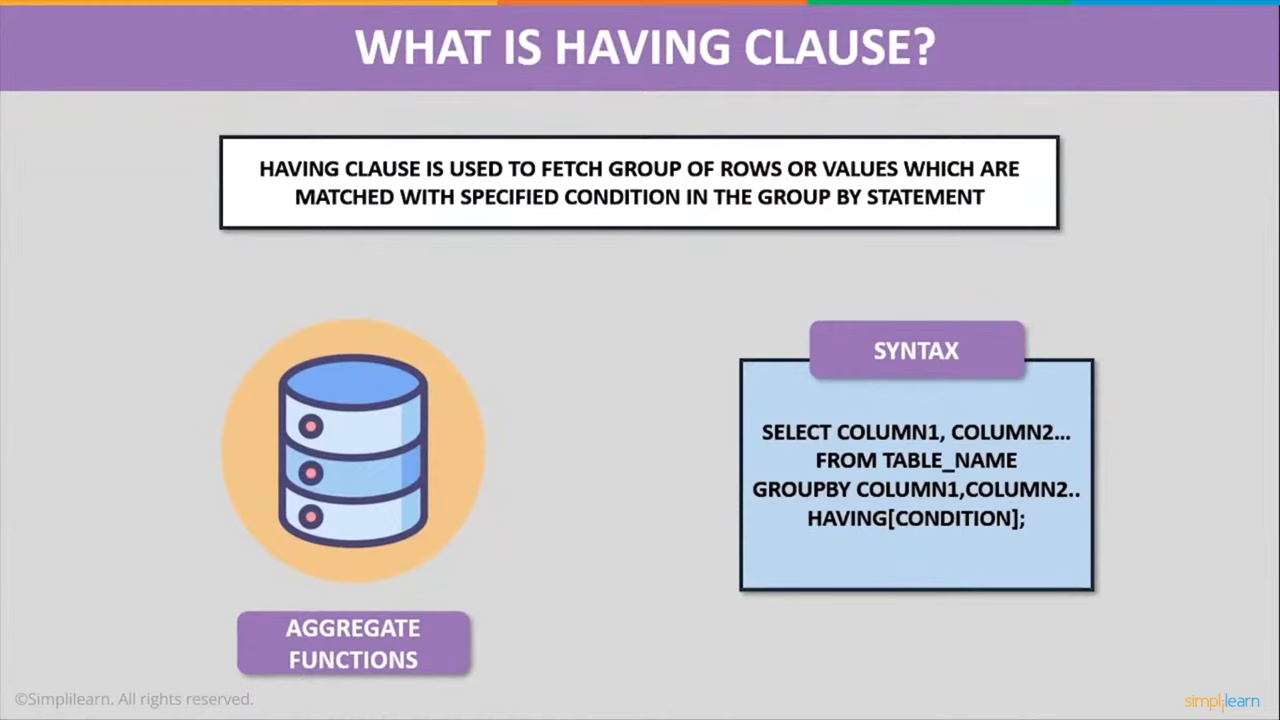 WHAT IS HAVING CLAUSE?
HAVING CLAUSE IS USED TO FETCH GROUP OF ROWS OR VALUES WHICH ARE
MATCHED WITH SPECIFIED CONDITION IN THE GROUP BY STATEMENT
SYNTAX
SELECT COLUMN1, COLUMN2...
FROM TABLE_NAME
GROUPBY COLUMN1,COLUMN2..
HAVING[CONDITION];
AGGREGATE
FUNCTIONS
©Simplilearn. All rights reserved.
simplilearn